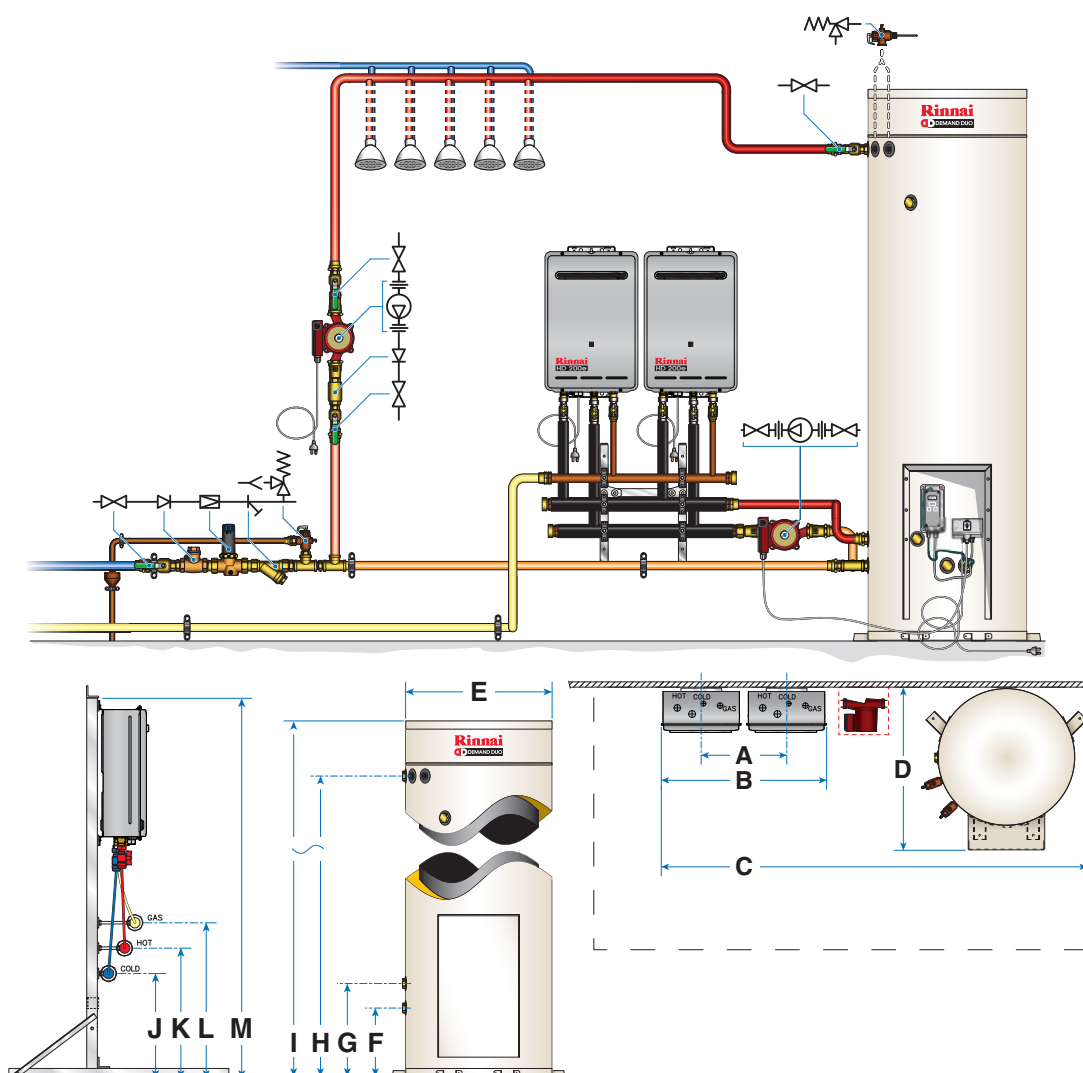 Rinnai
DEMAND DUO
Rinnai
HD 200e
Rinnai
HD 200e
E
Rinnai
DEMAND DUO
HOT
COLD
GAS
HOT
COLD
GAS
A
B
D
C
GAS
HOT
COLD
J
K
L
M
I
H
G
F